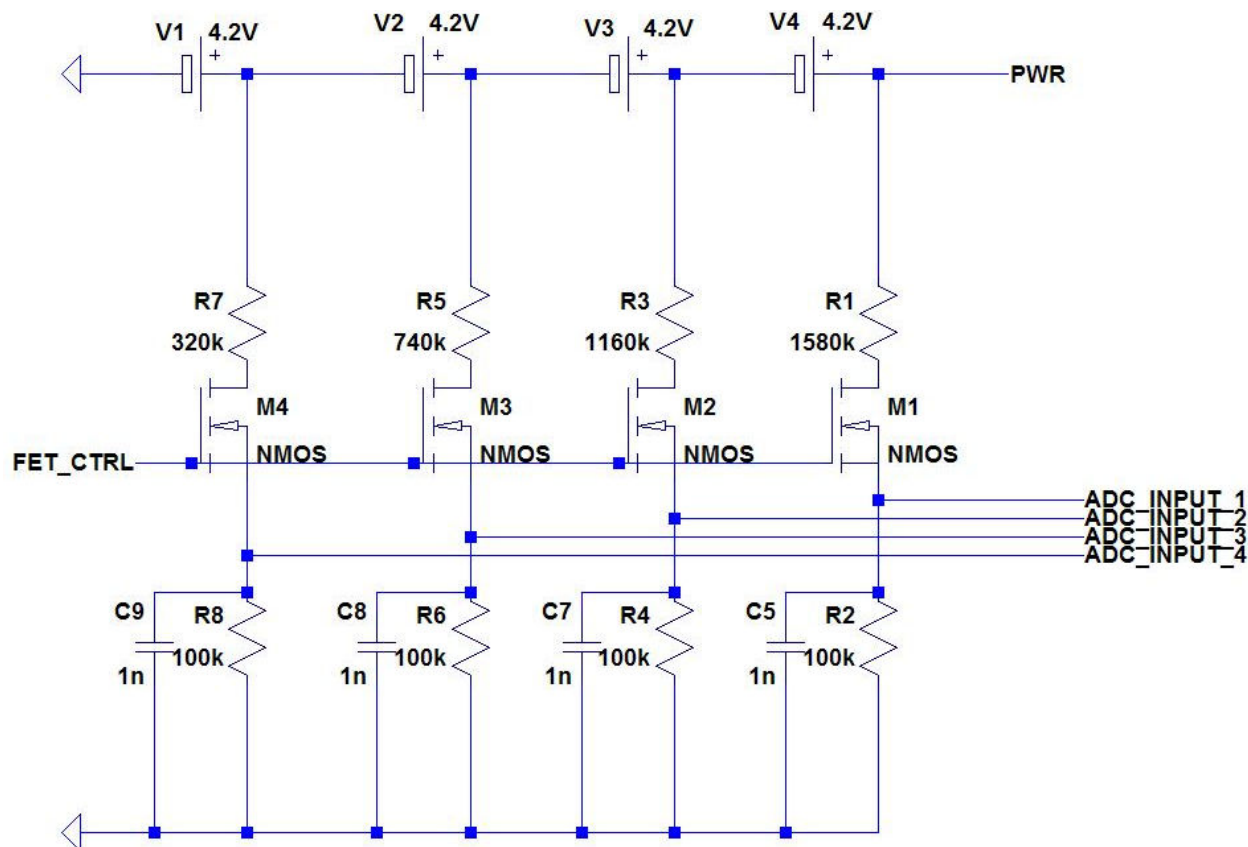 V1 4.2V V2 4.2V V3 4.2V V4 4.2V
+ + + +
PWR
R7 R5 R3 R1
320k 740k 1160k 1580k
M4 M3 M2 M1
FET_CTRL NMOS NMOS NMOS NMOS
ADC_INPUT_1
ADC_INPUT_2
ADC_INPUT_3
ADC_INPUT_4
C9 R8 C8 R6 C7 R4 C5 R2
100k 100k 100k 100k
1n 1n 1n 1n